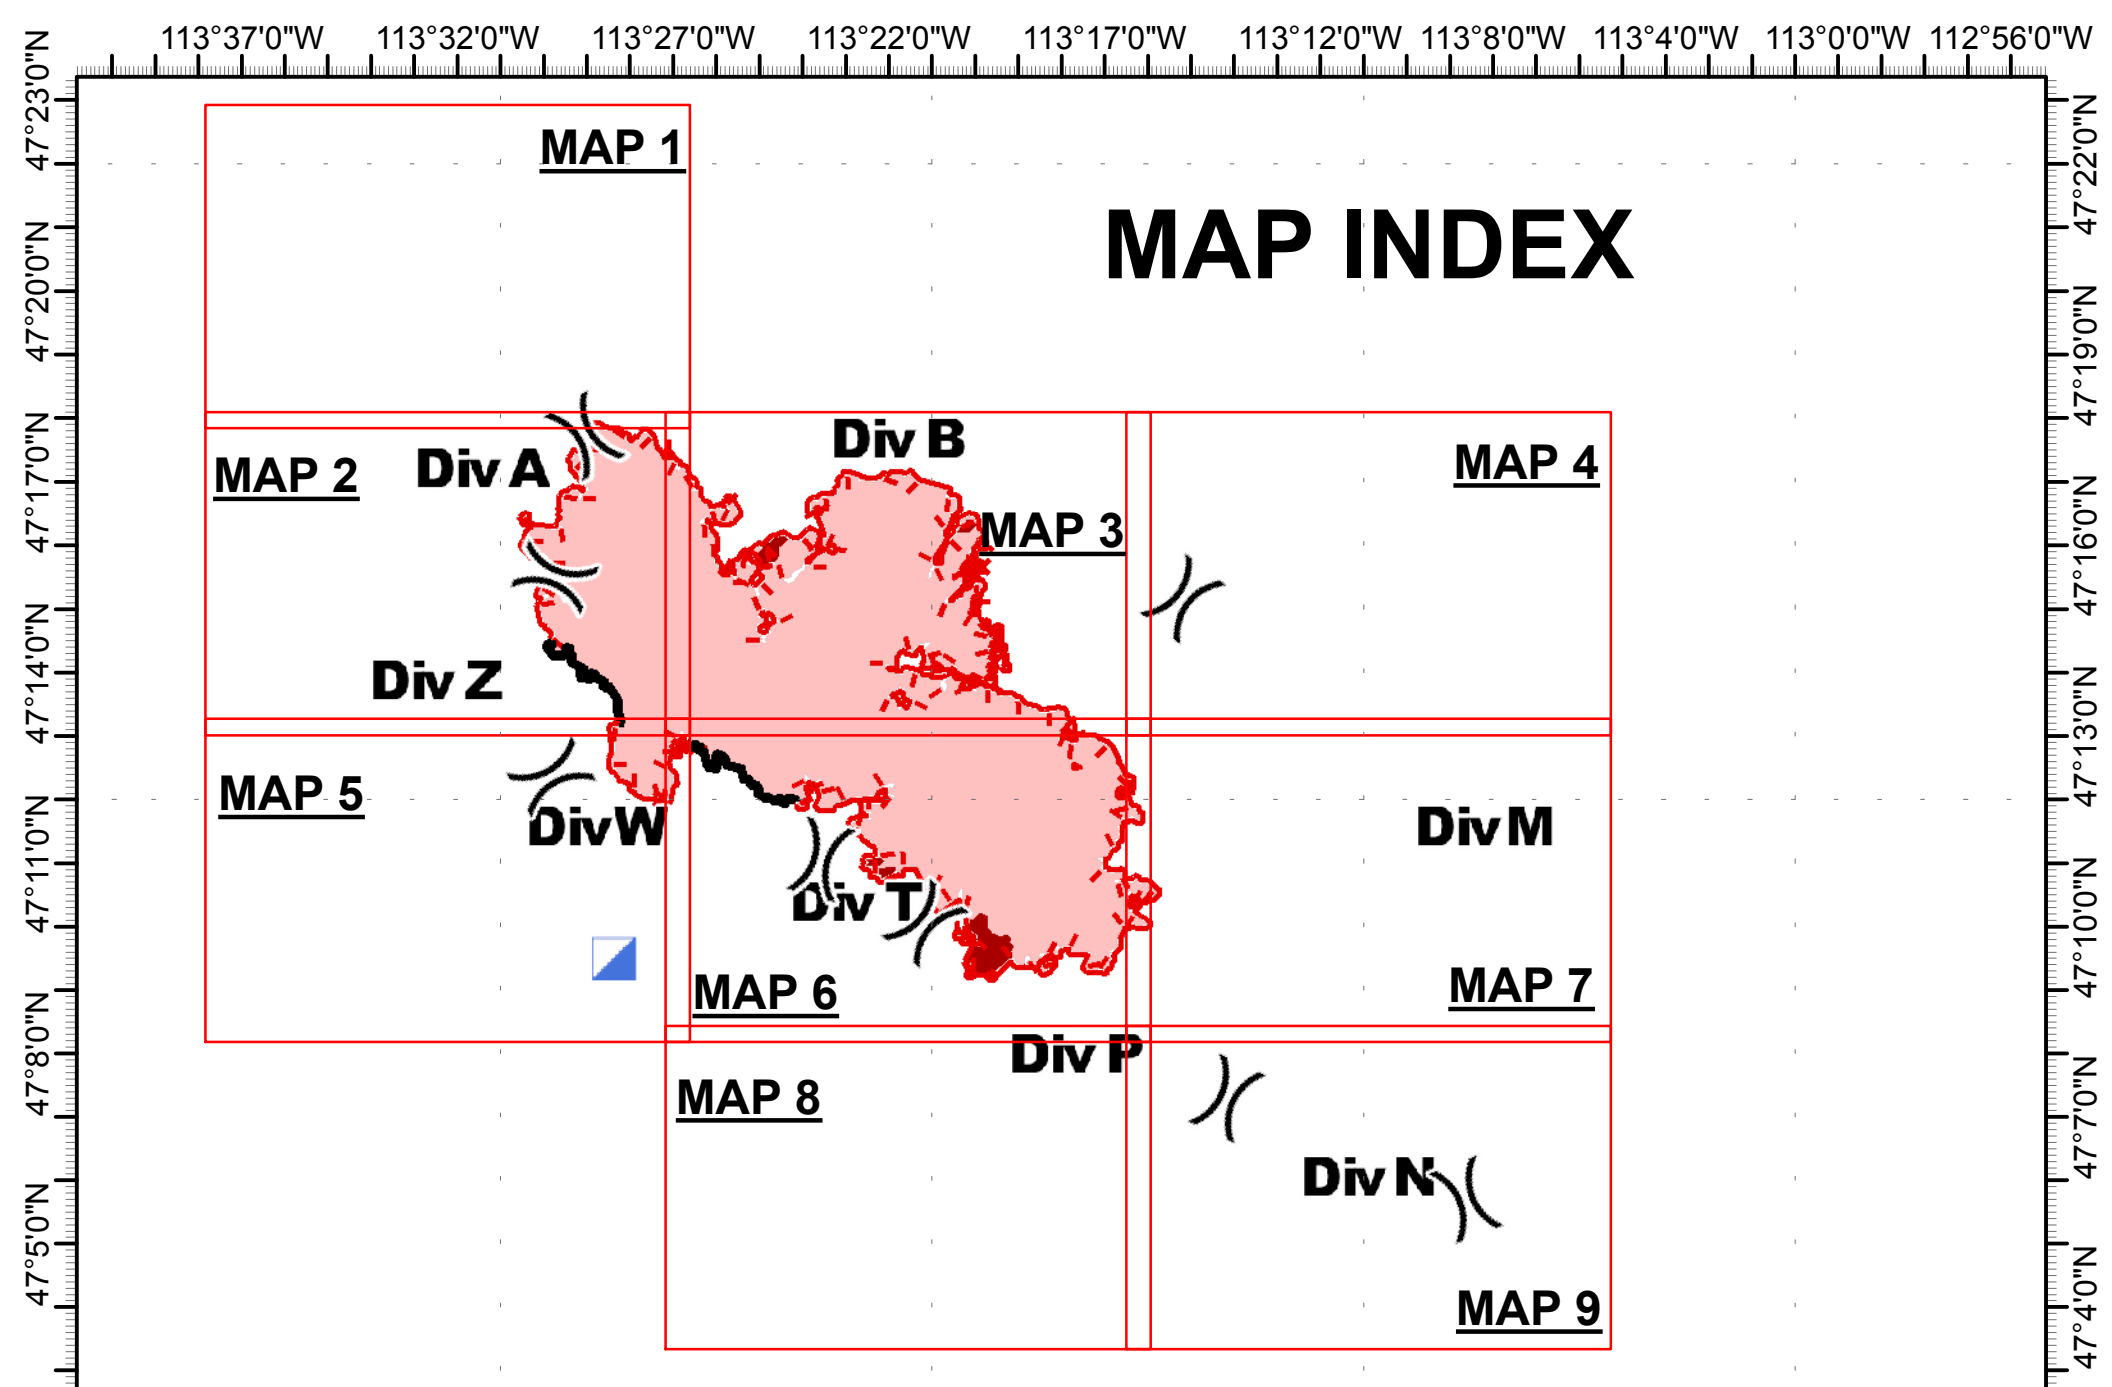 113°37'0"W 113°32'0"W 113°27'0"W 113°22'0"W 113°17'0"W 113°12'0"W 113°8'0"W 113°4'0"W 113°0'0"W 112°56'0"W
47°23'0"N
47°20'0"N
47°17'0"N
47°14'0"N
47°11'0"N
47°8'0"N
47°5'0"N
47°22'0"N
47°19'0"N
47°16'0"N
47°13'0"N
47°10'0"N
47°7'0"N
47°4'0"N
MAP 1
MAP INDEX
Div B
Div A
MAP 2
MAP 4
MAP 3
Div Z
MAP 5
Div W
Div M
Div T
MAP 6
MAP 7
Div P
MAP 8
Div N
MAP 9